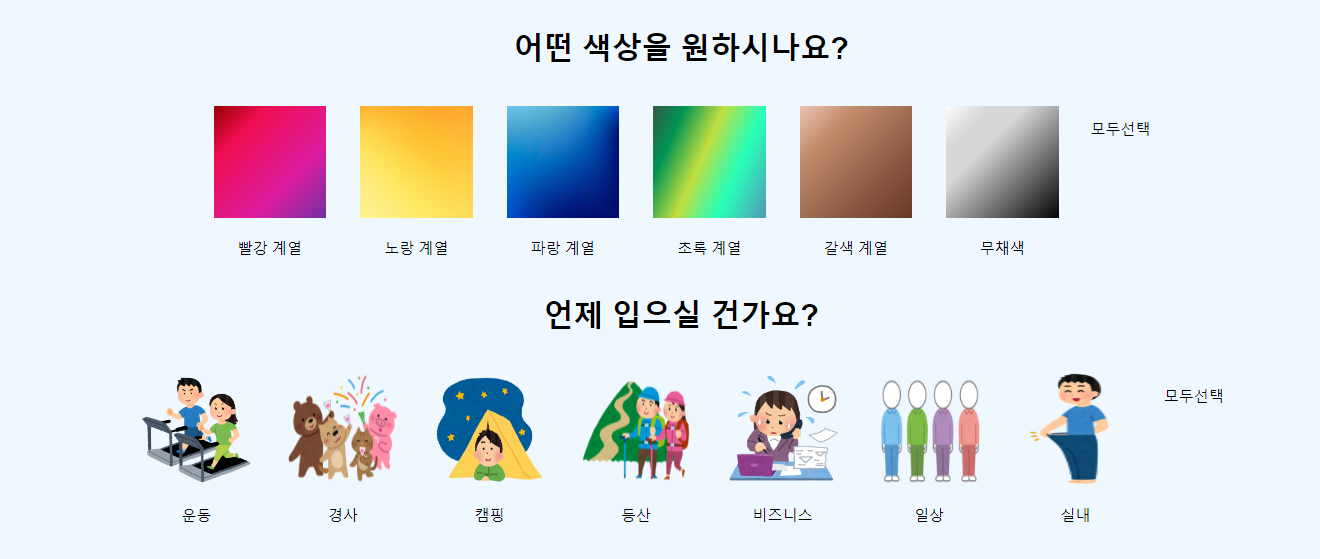 어떤 색상을 원하시나요?
모두선택
빨강 계열 노랑 계열 파랑 계열 초록 계열 갈색 계열 무채색
언제 입으실 건가요?
모두선택
운동 경사 캠핑 등산 비즈니스 일상 실내